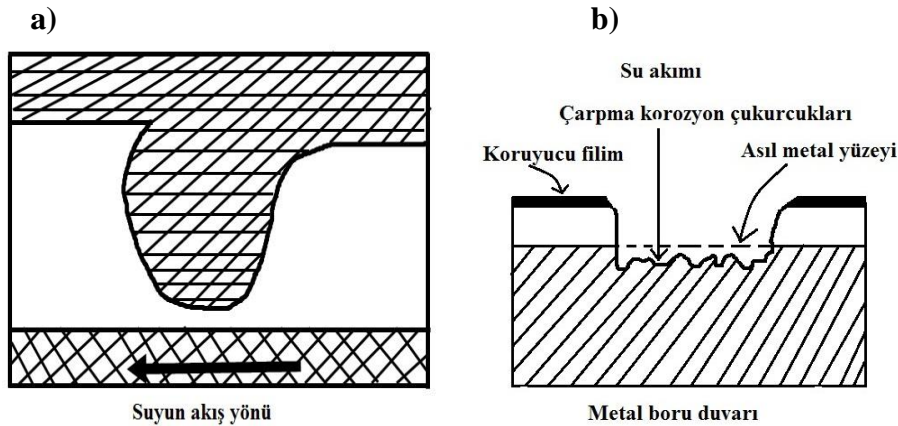 a)
b)
Su akımı
Çarpma korozyon çukurcukları
Koruyucu filim
Asıl metal yüzeyi
Suyun akış yönü
Metal boru duvarı